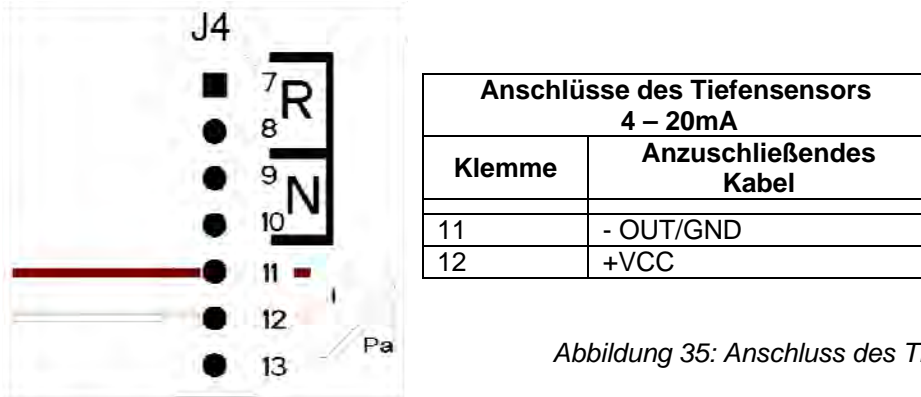 J4
7
R
8
9
N
10
11
12
Pa
13
Anschlüsse des Tiefensensors
4 – 20mA
Klemme
Anzuschließendes
Kabel
11
- OUT/GND
12
+VCC
Abbildung 35: Anschluss des